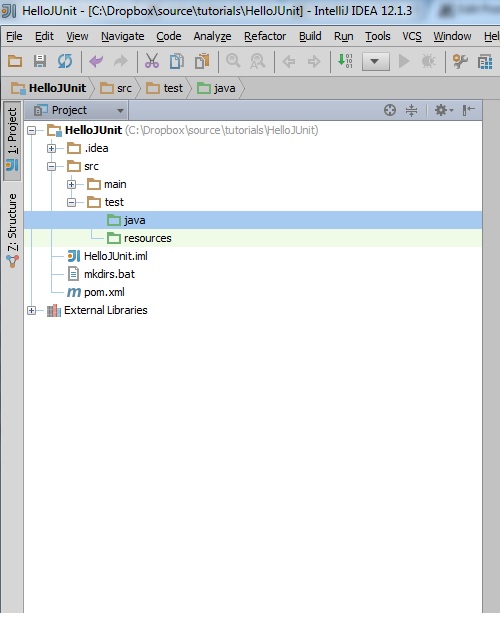 HelloJUnit - [C:\Dropbox\source\tutorials\HelloJUnit] - IntelliJ IDEA 12.1.3
File Edit View Navigate Code Analyze Refactor Build Run Tools VCS Window
HelloJUnit src test java
1: Project
Project
HelloJUnit (C:\Dropbox\source\tutorials\HelloJUnit)
.idea
src
main
test
java
resources
HelloJUnit.iml
mkdirs.bat
pom.xml
External Libraries
7: Structure